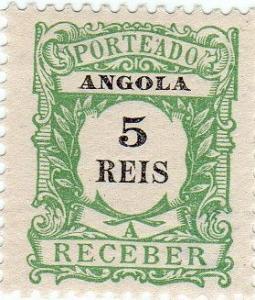 PORTEADO
ANGOLA
5
REIS
A
RECEBER